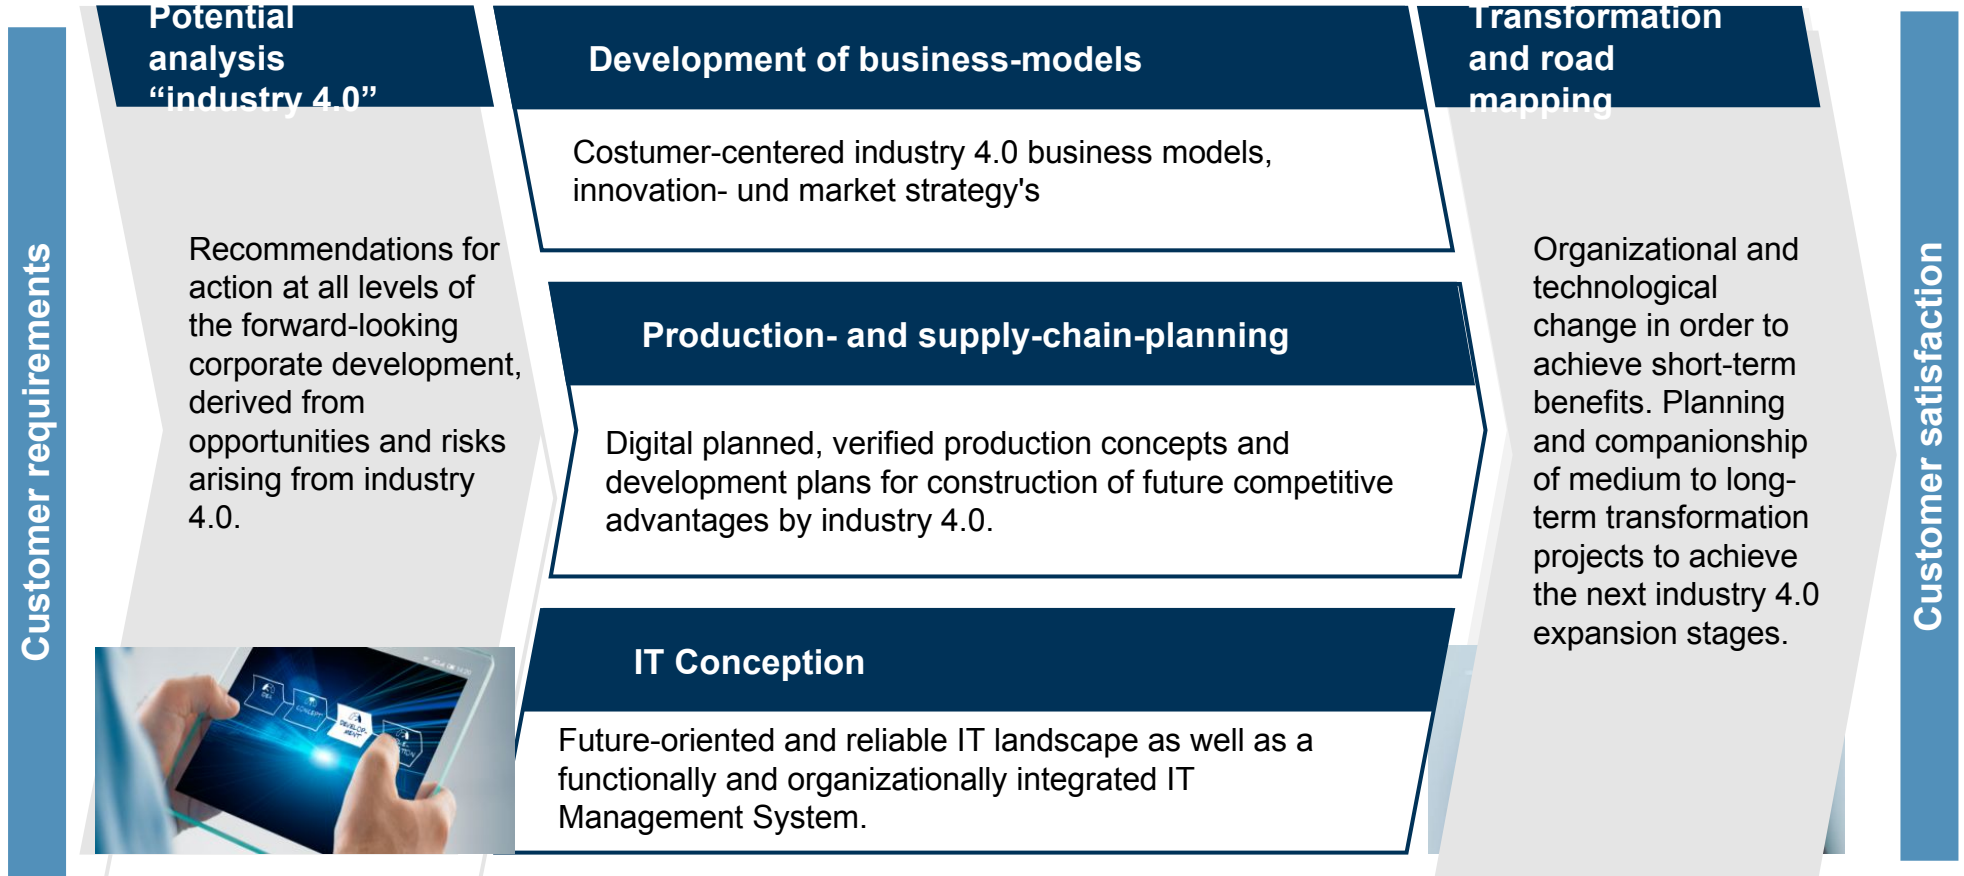 Customer requirements
Potential
analysis
“industry 4.0”
Recommendations for
action at all levels of
the forward-looking
corporate development,
derived from
opportunities and risks
arising from industry
4.0.
CONCEPT
DEVELOP-
MENT
Development of business-models
Costumer-centered industry 4.0 business models,
innovation- und market strategy's
Production- and supply-chain-planning
Digital planned, verified production concepts and
development plans for construction of future competitive
advantages by industry 4.0.
IT Conception
Future-oriented and reliable IT landscape as well as a
functionally and organizationally integrated IT
Management System.
Transformation
and road
mapping
Organizational and
technological
change in order to
achieve short-term
benefits. Planning
and companionship
of medium to long-
term transformation
projects to achieve
the next industry 4.0
expansion stages.
Customer satisfaction